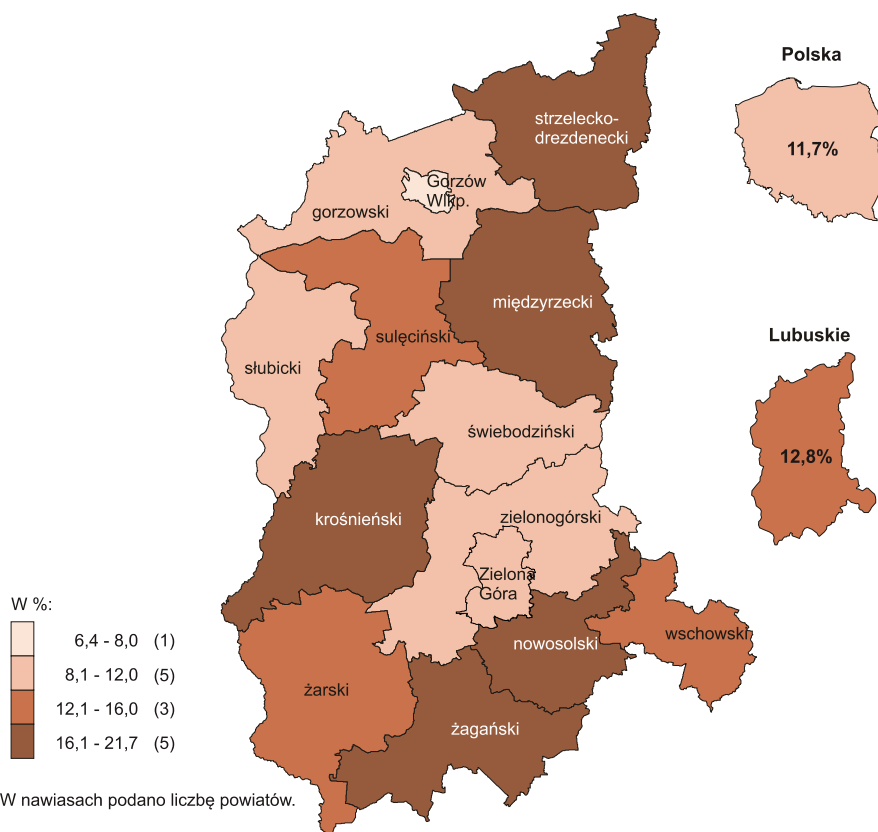 Polska
11,7%
strzelecko-
drezdenecki
Gorzów
Wlkp.
gorzowski
międzyrzecki
sulęciński
słubicki
Lubuskie
12,8%
świebodziński
krośnieński
zielonogórski
Zielona
Góra
nowosolski
wschowski
żarski
żagański
W %:
6,4 - 8,0 (1)
8,1 - 12,0 (5)
12,1 - 16,0 (3)
16,1 - 21,7 (5)
W nawiasach podano liczbę powiatów.